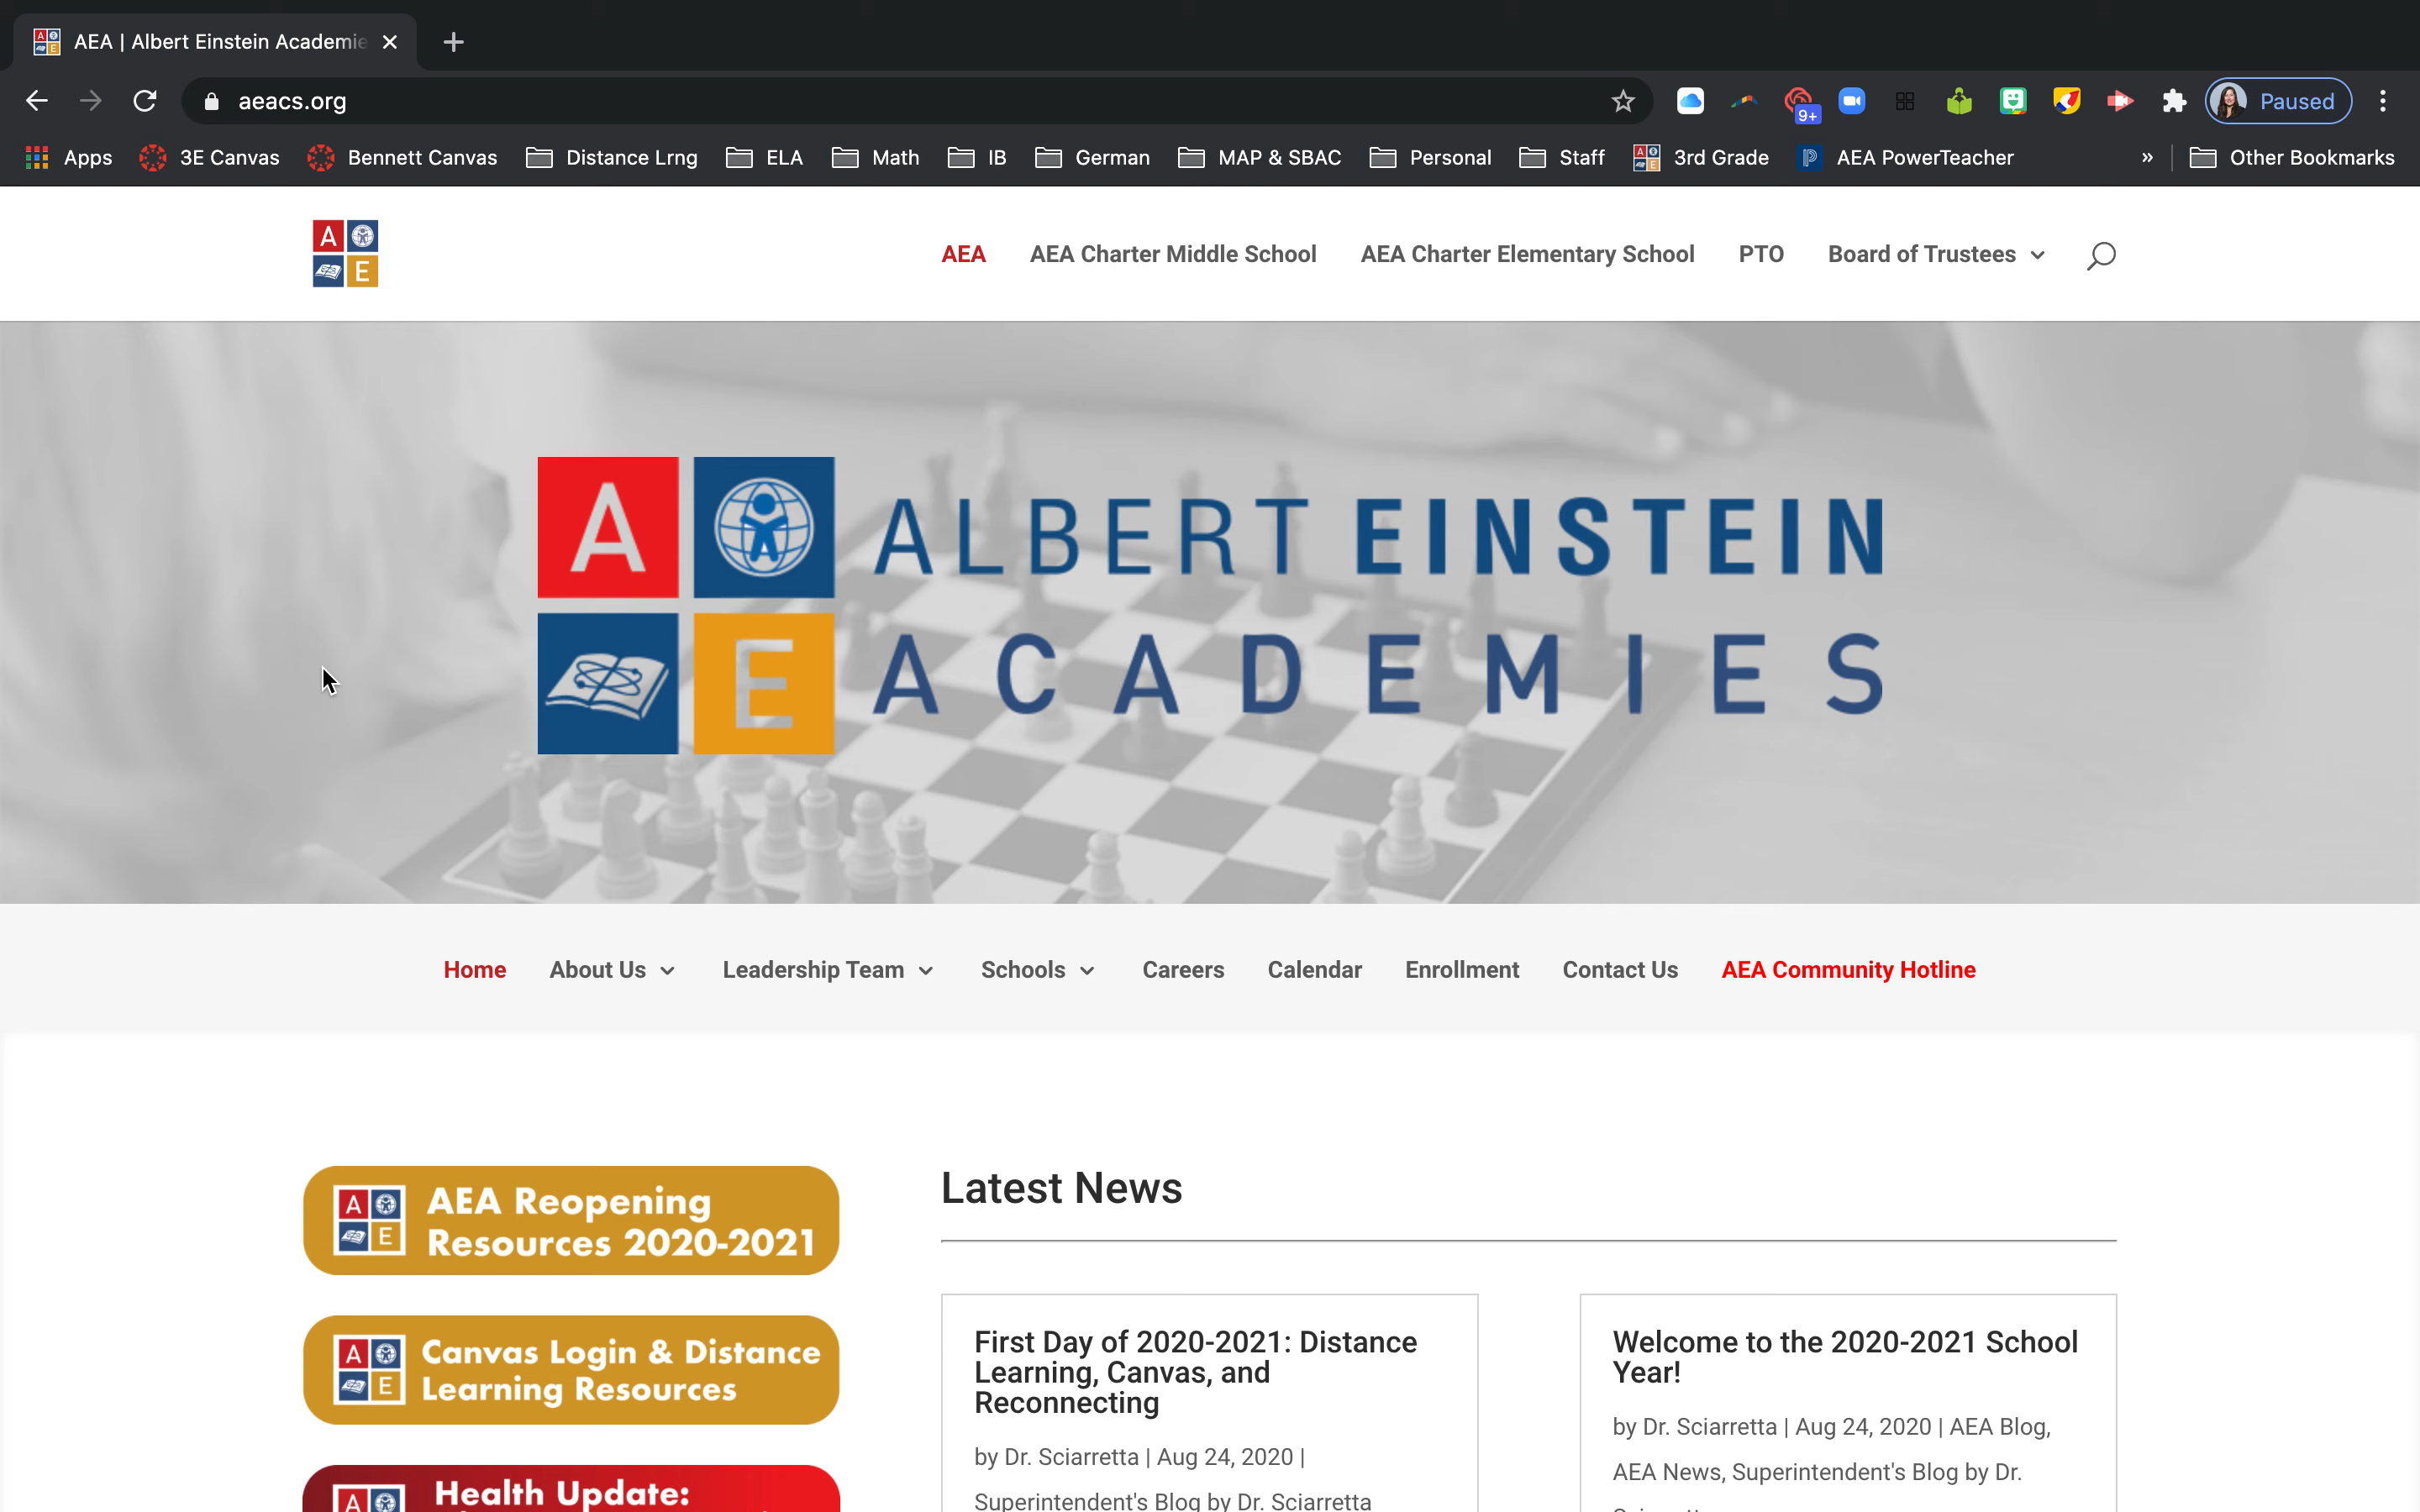 AEA | Albert Einstein Academie
aeacs.org
9+
Paused
Apps
3E Canvas
Bennett Canvas
Distance Lrng
ELA
Math
IB
German
MAP & SBAC
Personal
Staff
3rd Grade
AEA PowerTeacher
»
Other Bookmarks
A
E
AEA
AEA Charter Middle School
AEA Charter Elementary School
PTO
Board of Trustees
A
E
ALBERT EINSTEIN
ACADEMIES
Home
About Us
Leadership Team
Schools
Careers
Calendar
Enrollment
Contact Us
AEA Community Hotline
A
E
AEA Reopening
Resources 2020-2021
A
E
Canvas Login & Distance
Learning Resources
A
Health Update:
Latest News
First Day of 2020-2021: Distance
Learning, Canvas, and
Reconnecting
by Dr. Sciarretta | Aug 24, 2020 |
Superintendent's Blog by Dr. Sciarretta
Welcome to the 2020-2021 School
Year!
by Dr. Sciarretta | Aug 24, 2020 | AEA Blog,
AEA News, Superintendent's Blog by Dr.